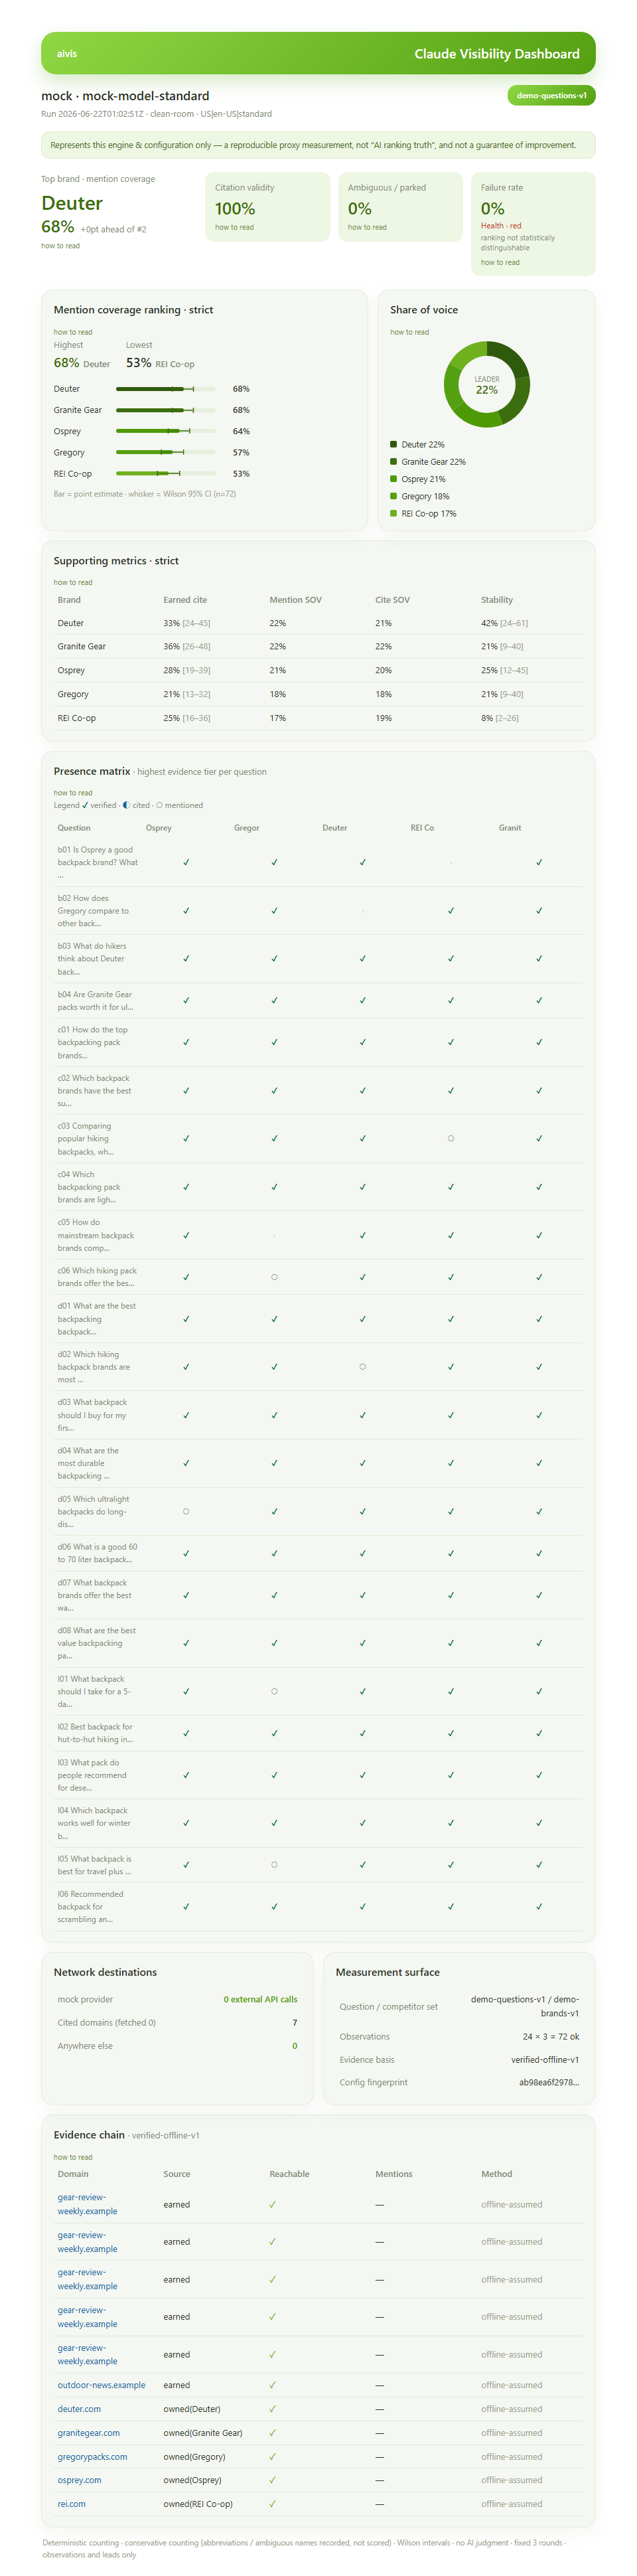 aivis
Claude Visibility Dashboard
mock · mock-model-standard
demo-questions-v1
Run 2026-06-22T01:02:51Z · clean-room · US|en-US|standard
Represents this engine & configuration only — a reproducible proxy measurement, not "AI ranking truth", and not a guarantee of improvement.
Top brand · mention coverage
Deuter
68% +0pt ahead of #2
how to read
Citation validity
100%
how to read
Ambiguous / parked
0%
how to read
Failure rate
0%
Health · red
ranking not statistically
distinguishable
how to read
Mention coverage ranking · strict
how to read
Highest Lowest
68% Deuter 53% REI Co-op
Deuter 68%
Granite Gear 68%
Osprey 64%
Gregory 57%
REI Co-op 53%
Bar = point estimate · whisker = Wilson 95% CI (n=72)
Share of voice
how to read
LEADER
22%
Deuter 22%
Granite Gear 22%
Osprey 21%
Gregory 18%
REI Co-op 17%
Supporting metrics · strict
how to read
Brand Earned cite Mention SOV Cite SOV Stability
Deuter 33% [24–45] 22% 21% 42% [24–61]
Granite Gear 36% [26–48] 22% 22% 21% [9–40]
Osprey 28% [19–39] 21% 20% 25% [12–45]
Gregory 21% [13–32] 18% 18% 21% [9–40]
REI Co-op 25% [16–36] 17% 19% 8% [2–26]
Presence matrix · highest evidence tier per question
how to read
Legend ✓ verified · ◐ cited · ○ mentioned
Question Osprey Gregor Deuter REI Co Granit
b01 Is Osprey a good
backpack brand? What
...
✓ ✓ ✓ · ✓
b02 How does
Gregory compare to
other back...
✓ ✓ · ✓ ✓
b03 What do hikers
think about Deuter
back...
✓ ✓ ✓ ✓ ✓
b04 Are Granite Gear
packs worth it for ul...
✓ ✓ ✓ ✓ ✓
c01 How do the top
backpacking pack
brands...
✓ ✓ ✓ ✓ ✓
c02 Which backpack
brands have the best
su...
✓ ✓ ✓ ✓ ✓
c03 Comparing
popular hiking
backpacks, wh...
✓ ✓ ✓ ○ ✓
c04 Which
backpacking pack
brands are ligh...
✓ ✓ ✓ ✓ ✓
c05 How do
mainstream backpack
brands comp...
✓ · ✓ ✓ ✓
c06 Which hiking pack
brands offer the bes...
✓ ○ ✓ ✓ ✓
d01 What are the best
backpacking
backpack...
✓ ✓ ✓ ✓ ✓
d02 Which hiking
backpack brands are
most ...
✓ ✓ ○ ✓ ✓
d03 What backpack
should I buy for my
firs...
✓ ✓ ✓ ✓ ✓
d04 What are the
most durable
backpacking ...
✓ ✓ ✓ ✓ ✓
d05 Which ultralight
backpacks do long-
dis...
○ ✓ ✓ ✓ ✓
d06 What is a good 60
to 70 liter backpack...
✓ ✓ ✓ ✓ ✓
d07 What backpack
brands offer the best
wa...
✓ ✓ ✓ ✓ ✓
d08 What are the best
value backpacking
pa...
✓ ✓ ✓ ✓ ✓
l01 What backpack
should I take for a 5-
da...
✓ ○ ✓ ✓ ✓
l02 Best backpack for
hut-to-hut hiking in...
✓ ✓ ✓ ✓ ✓
l03 What pack do
people recommend
for dese...
✓ ✓ ✓ ✓ ✓
l04 Which backpack
works well for winter
b...
✓ ✓ ✓ ✓ ✓
l05 What backpack is
best for travel plus ...
✓ ○ ✓ ✓ ✓
l06 Recommended
backpack for
scrambling an...
✓ ✓ ✓ ✓ ✓
Network destinations
mock provider 0 external API calls
Cited domains (fetched 0) 7
Anywhere else 0
Measurement surface
Question / competitor set demo-questions-v1 / demo-
brands-v1
Observations 24 × 3 = 72 ok
Evidence basis verified-offline-v1
Config fingerprint ab98ea6f2978...
Evidence chain · verified-offline-v1
how to read
Domain Source Reachable Mentions Method
gear-review-
weekly.example earned ✓ — offline-assumed
gear-review-
weekly.example earned ✓ — offline-assumed
gear-review-
weekly.example earned ✓ — offline-assumed
gear-review-
weekly.example earned ✓ — offline-assumed
gear-review-
weekly.example earned ✓ — offline-assumed
outdoor-news.example earned ✓ — offline-assumed
deuter.com owned(Deuter) ✓ — offline-assumed
granitegear.com owned(Granite Gear) ✓ — offline-assumed
gregorypacks.com owned(Gregory) ✓ — offline-assumed
osprey.com owned(Osprey) ✓ — offline-assumed
rei.com owned(REI Co-op) ✓ — offline-assumed
Deterministic counting · conservative counting (abbreviations / ambiguous names recorded, not scored) · Wilson intervals · no AI judgment · fixed 3 rounds ·
observations and leads only